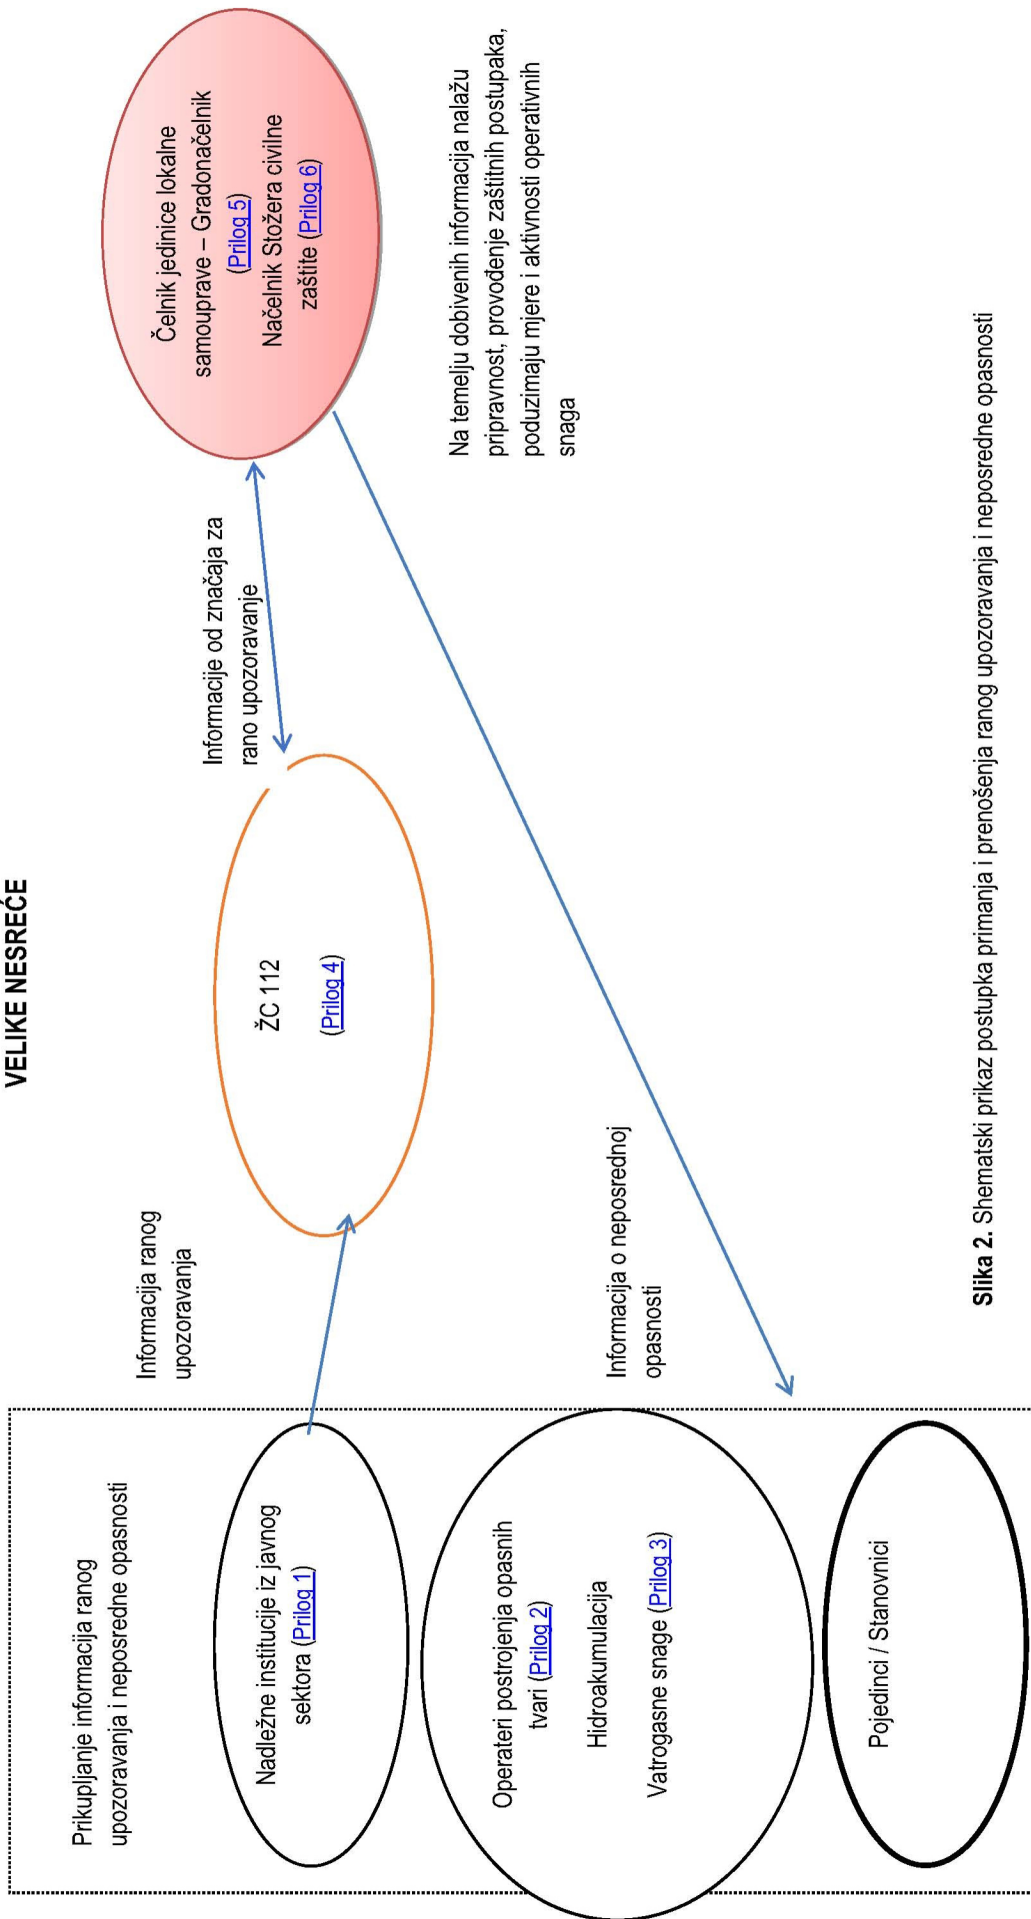 VELIKE NESREĆE
Prikupljanje informacija ranog
upozoravanja i neposredne opasnosti
Informacija ranog
upozoravanja
Informacije od značaja za
rano upozoravanje
Nadležne institucije iz javnog
sektora (Prilog 1)
ŽC 112
(Prilog 4)
Čelnik jedinice lokalne
samouprave – Gradonačelnik
(Prilog 5)
Načelnik Stožera civilne
zaštite (Prilog 6)
Operateri postrojenja opasnih
tvari (Prilog 2)
Hidroakumulacija
Vatrogasne snage (Prilog 3)
Informacija o neposrednoj
opasnosti
Na temelju dobivenih informacija nalažu
pripravnost, provođenje zaštitnih postupaka,
poduzimaju mjere i aktivnosti operativnih
snaga
Pojedinci / Stanovnici
Slika 2. Shematski prikaz postupka primanja i prenošenja ranog upozoravanja i neposredne opasnosti